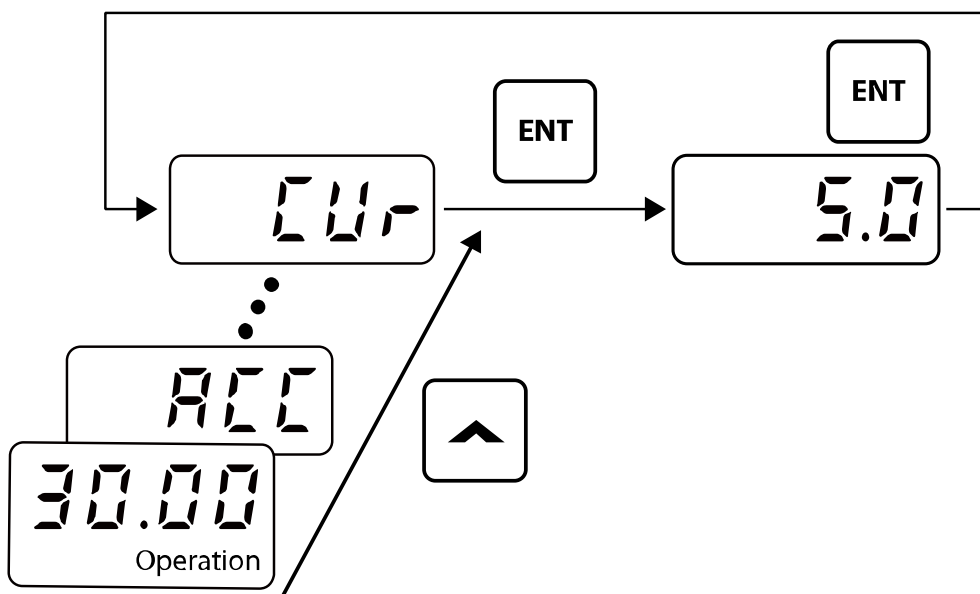 ENT
ENT
CUr
5.0
ACC
30.00
Operation